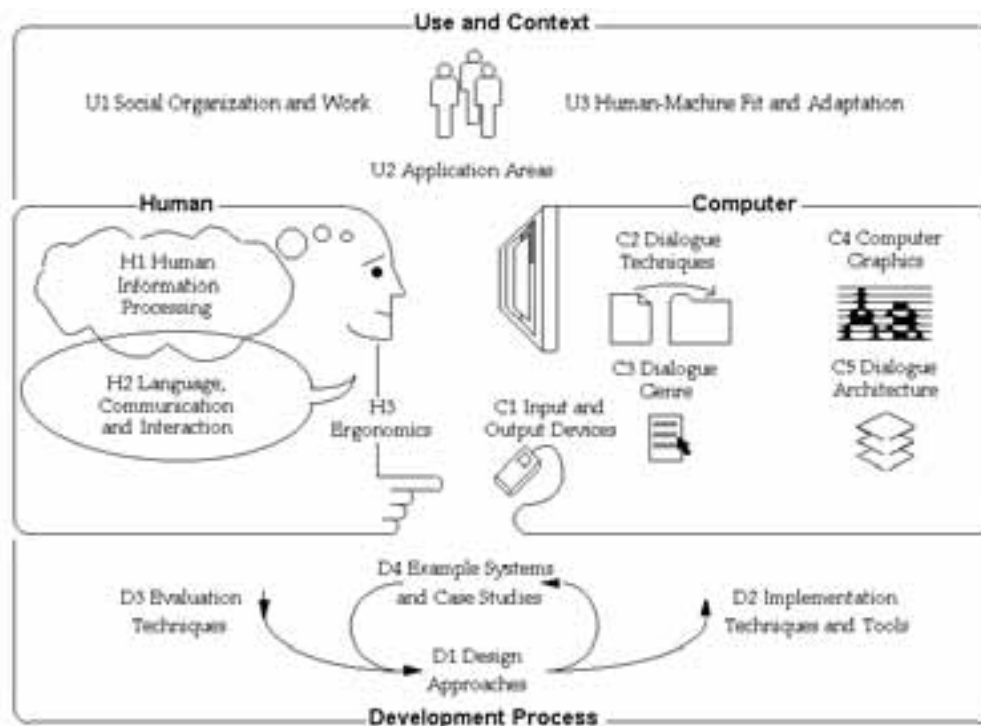 Use and Context
U1 Social Organization and Work
U3 Human-Machine Fit and Adaptation
U2 Application Areas
Human
H1 Human
Information
Processing
H2 Language,
Communication
and Interaction
H3
Ergonomics
Computer
C2 Dialogue
Techniques
C4 Computer
Graphics
C3 Dialogue
Genre
C5 Dialogue
Architecture
C1 Input and
Output Devices
D4 Example Systems
and Case Studies
D3 Evaluation
Techniques
D2 Implementation
Techniques and Tools
D1 Design
Approaches
Development Process